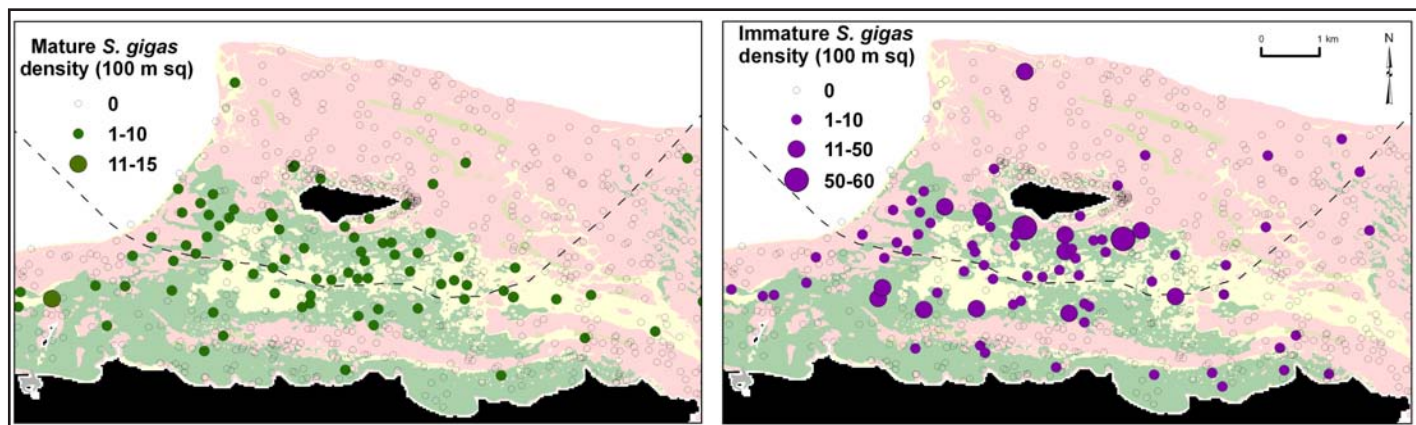 Mature S. gigas
density (100 m sq)
0
1-10
11-15
Immature S. gigas
density (100 m sq)
0
1-10
11-50
50-60
0 1 km
N